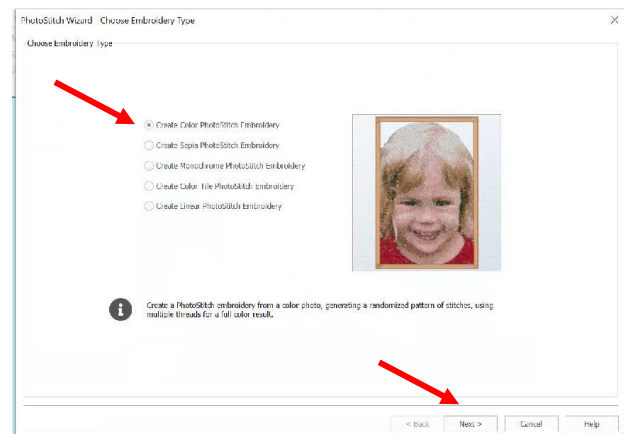 PhotoStitch Wizard - Choose Embroidery Type
Choose Embroidery Type
Create Color PhotoStitch Embroidery
Create Sepia PhotoStitch Embroidery
Create Monochrome PhotoStitch Embroidery
Create Color Tile PhotoStitch Embroidery
Create Linear PhotoStitch Embroidery
Create a PhotoStitch embroidery from a color photo, generating a randomized pattern of stitches, using
multiple threads for a full color result.
< Back Next > Cancel Help